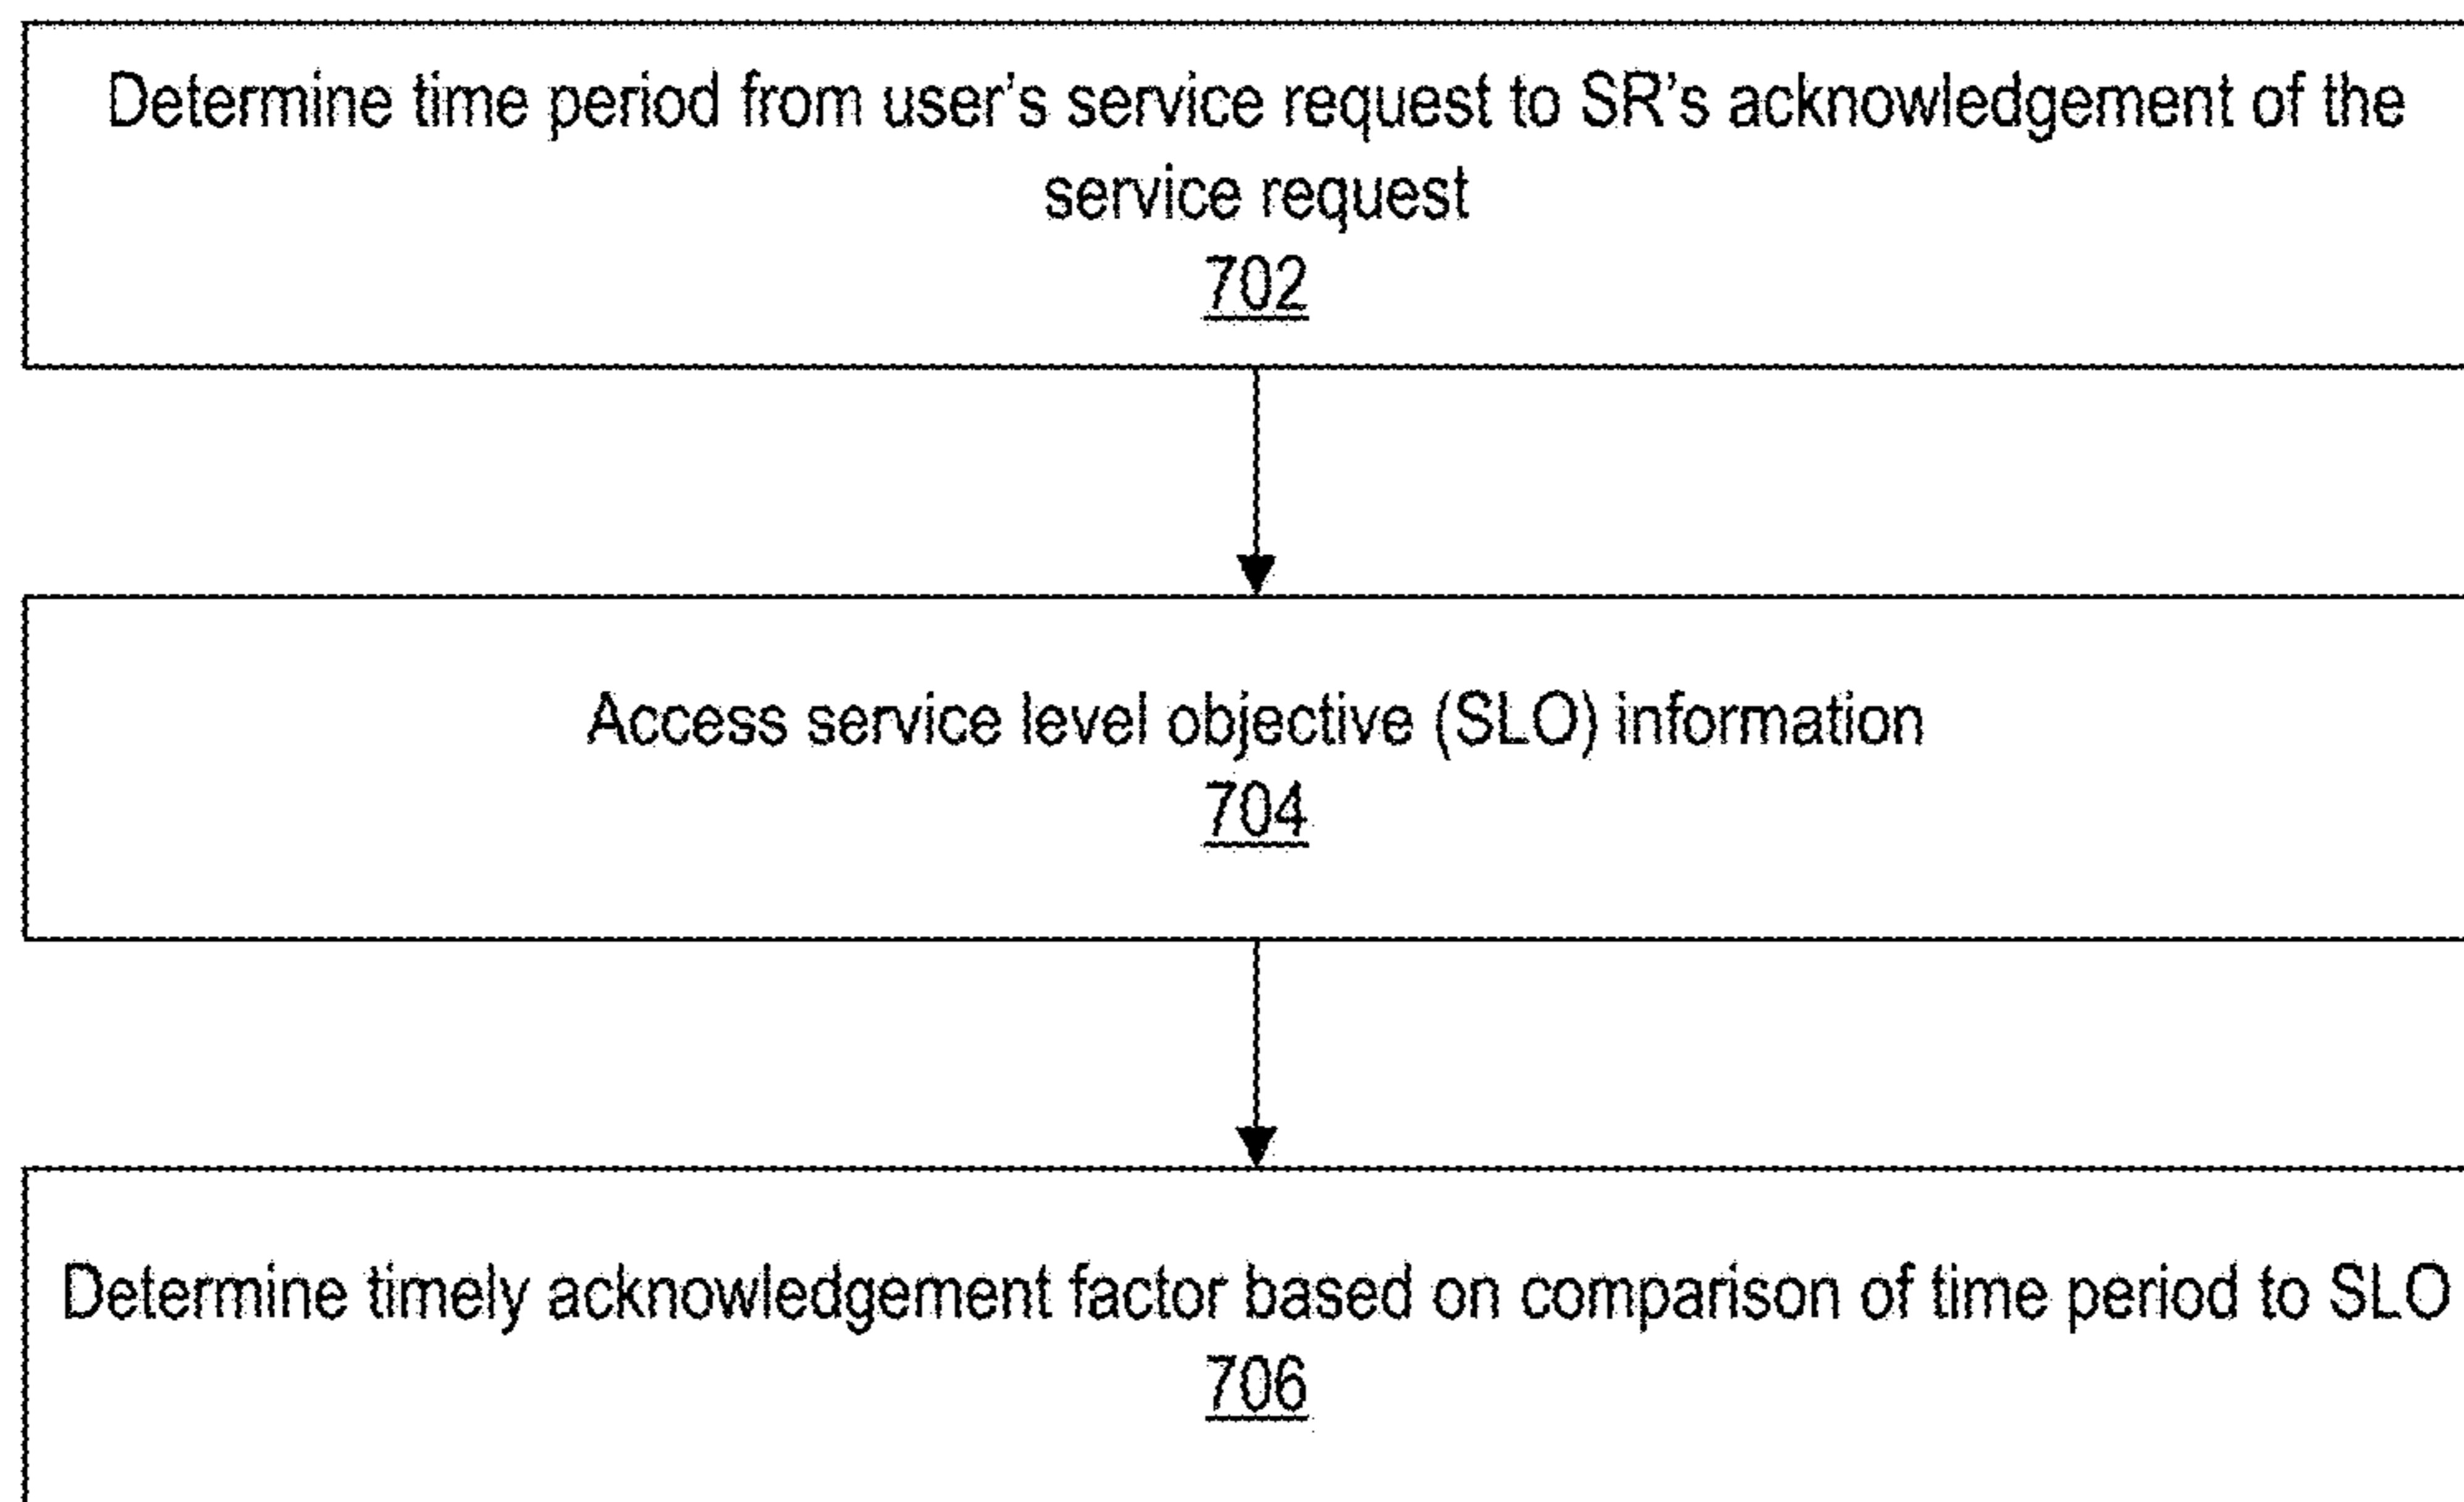 Determine time period from user's service request to SR's acknowledgement of the
service request
702
Access service level objective (SLO) information
704
Determine timely acknowledgement factor based on comparison of time period to SLO
706